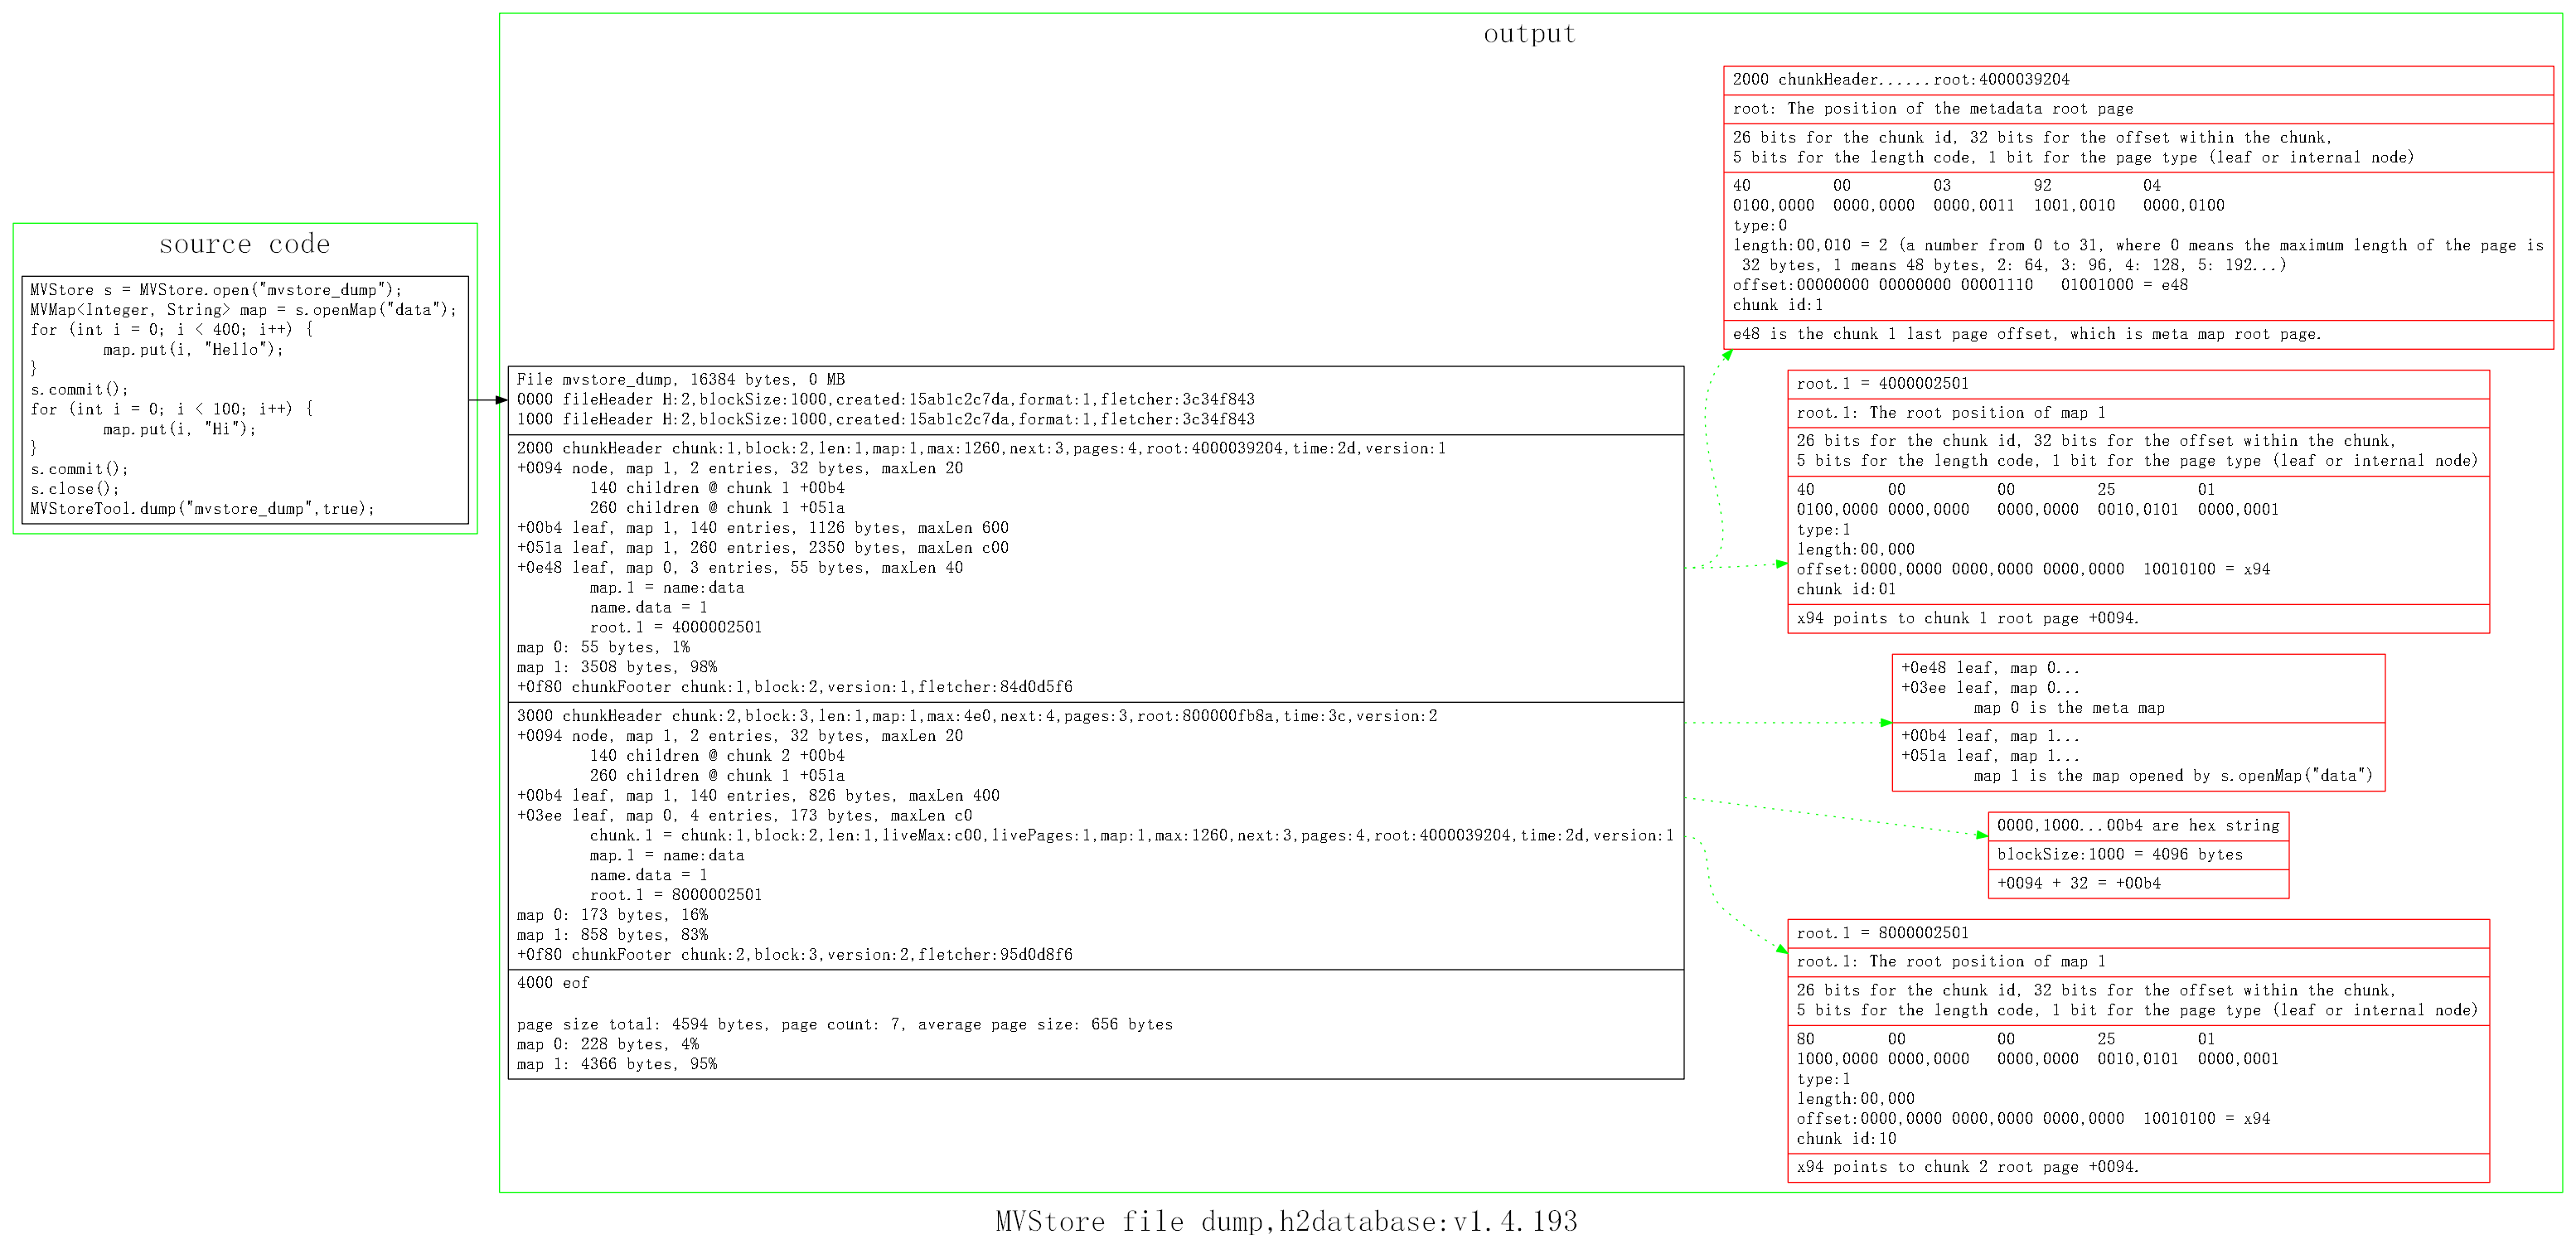 output
source code
MVStore s = MVStore.open("mvstore_dump");
MVMap<Integer, String> map = s.openMap("data");
for (int i = 0; i < 400; i++) {
        map.put(i, "Hello");
}
s.commit();
for (int i = 0; i < 100; i++) {
        map.put(i, "Hi");
}
s.commit();
s.close();
MVStoreTool.dump("mvstore_dump",true);
File mvstore_dump, 16384 bytes, 0 MB
0000 fileHeader H:2,blockSize:1000,created:15ab1c2c7da,format:1,fletcher:3c34f843
1000 fileHeader H:2,blockSize:1000,created:15ab1c2c7da,format:1,fletcher:3c34f843
2000 chunkHeader chunk:1,block:2,len:1,map:1,max:1260,next:3,pages:4,root:4000039204,time:2d,version:1
+0094 node, map 1, 2 entries, 32 bytes, maxLen 20
        140 children @ chunk 1 +00b4
        260 children @ chunk 1 +051a
+00b4 leaf, map 1, 140 entries, 1126 bytes, maxLen 600
+051a leaf, map 1, 260 entries, 2350 bytes, maxLen c00
+0e48 leaf, map 0, 3 entries, 55 bytes, maxLen 40
        map.1 = name:data
        name.data = 1
        root.1 = 4000002501
map 0: 55 bytes, 1%
map 1: 3508 bytes, 98%
+0f80 chunkFooter chunk:1,block:2,version:1,fletcher:84d0d5f6
3000 chunkHeader chunk:2,block:3,len:1,map:1,max:4e0,next:4,pages:3,root:800000fb8a,time:3c,version:2
+0094 node, map 1, 2 entries, 32 bytes, maxLen 20
        140 children @ chunk 2 +00b4
        260 children @ chunk 1 +051a
+00b4 leaf, map 1, 140 entries, 826 bytes, maxLen 400
+03ee leaf, map 0, 4 entries, 173 bytes, maxLen c0
        chunk.1 = chunk:1,block:2,len:1,liveMax:c00,livePages:1,map:1,max:1260,next:3,pages:4,root:4000039204,time:2d,version:1
        map.1 = name:data
        name.data = 1
        root.1 = 8000002501
map 0: 173 bytes, 16%
map 1: 858 bytes, 83%
+0f80 chunkFooter chunk:2,block:3,version:2,fletcher:95d0d8f6
4000 eof
page size total: 4594 bytes, page count: 7, average page size: 656 bytes
map 0: 228 bytes, 4%
map 1: 4366 bytes, 95%
2000 chunkHeader......root:4000039204
root: The position of the metadata root page
26 bits for the chunk id, 32 bits for the offset within the chunk,
5 bits for the length code, 1 bit for the page type (leaf or internal node)
40 00 03 92 04
0100,0000 0000,0000 0000,0011 1001,0010 0000,0100
type:0
length:00,010 = 2 (a number from 0 to 31, where 0 means the maximum length of the page is
 32 bytes, 1 means 48 bytes, 2: 64, 3: 96, 4: 128, 5: 192...)
offset:00000000 00000000 00001110 01001000 = e48
chunk id:1
e48 is the chunk 1 last page offset, which is meta map root page.
root.1 = 4000002501
root.1: The root position of map 1
26 bits for the chunk id, 32 bits for the offset within the chunk,
5 bits for the length code, 1 bit for the page type (leaf or internal node)
40 00 00 25 01
0100,0000 0000,0000 0000,0000 0010,0101 0000,0001
type:1
length:00,000
offset:0000,0000 0000,0000 0000,0000 10010100 = x94
chunk id:01
x94 points to chunk 1 root page +0094.
+0e48 leaf, map 0...
+03ee leaf, map 0...
        map 0 is the meta map
+00b4 leaf, map 1...
+051a leaf, map 1...
        map 1 is the map opened by s.openMap("data")
0000,1000...00b4 are hex string
blockSize:1000 = 4096 bytes
+0094 + 32 = +00b4
root.1 = 8000002501
root.1: The root position of map 1
26 bits for the chunk id, 32 bits for the offset within the chunk,
5 bits for the length code, 1 bit for the page type (leaf or internal node)
80 00 00 25 01
1000,0000 0000,0000 0000,0000 0010,0101 0000,0001
type:1
length:00,000
offset:0000,0000 0000,0000 0000,0000 10010100 = x94
chunk id:10
x94 points to chunk 2 root page +0094.
MVStore file dump,h2database:v1.4.193